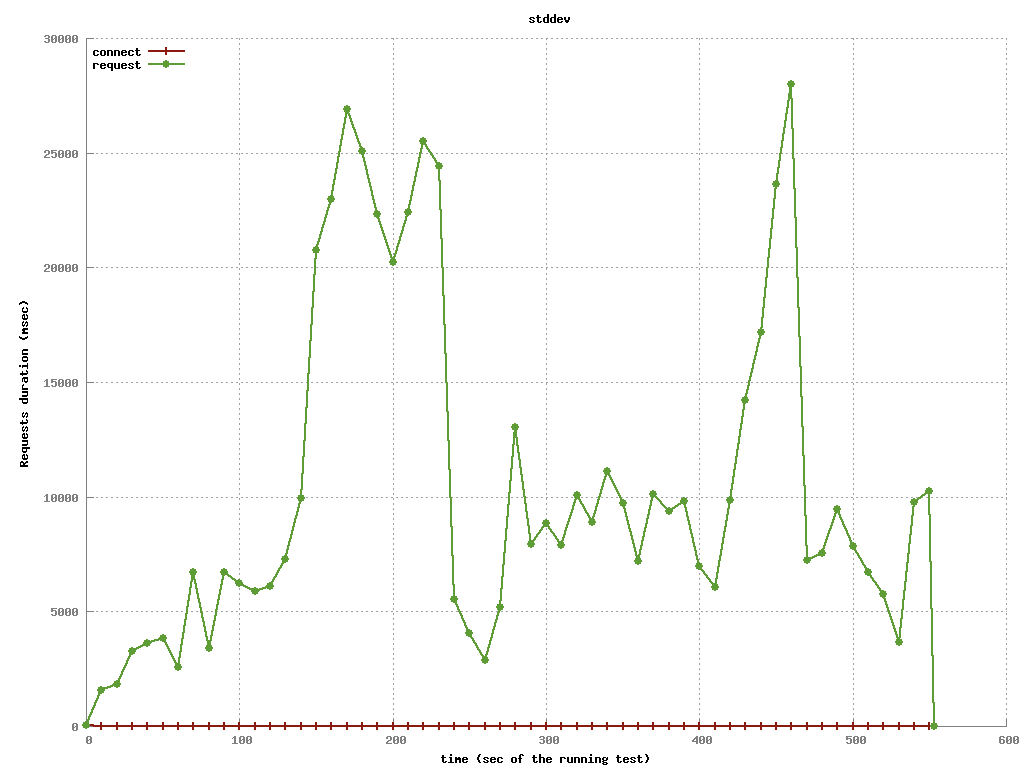 stddev
connect
request
30000
25000
20000
15000
10000
5000
0
Requests duration (msec)
0 100 200 300 400 500 600
time (sec of the running test)